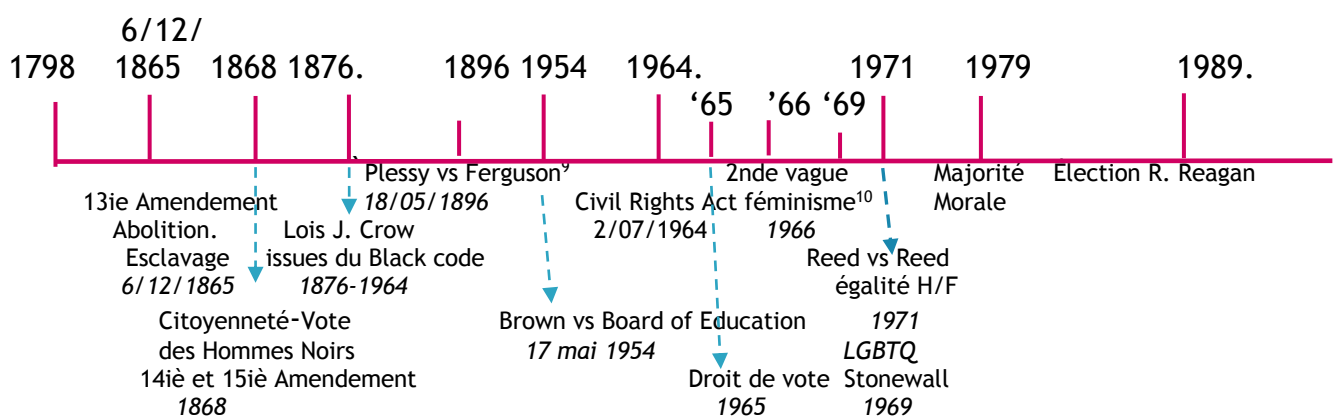 6/12/
1798 1865 1868 1876. 1896 1954 1964. 1971 1979 1989.
‘65 ’66 ‘69
Plessy vs Ferguson⁹ 2nde vague Majorité Élection R. Reagan
13ie Amendement 18/05/1896 Civil Rights Act féminisme¹⁰ Morale
Abolition. Lois J. Crow 2/07/1964 1966
Esclavage issues du Black code Reed vs Reed
6/12/1865 1876-1964 égalité H/F
Citoyenneté-Vote Brown vs Board of Education 1971
des Hommes Noirs 17 mai 1954 LGBTQ
14iè et 15iè Amendement Droit de vote Stonewall
1868 1965 1969